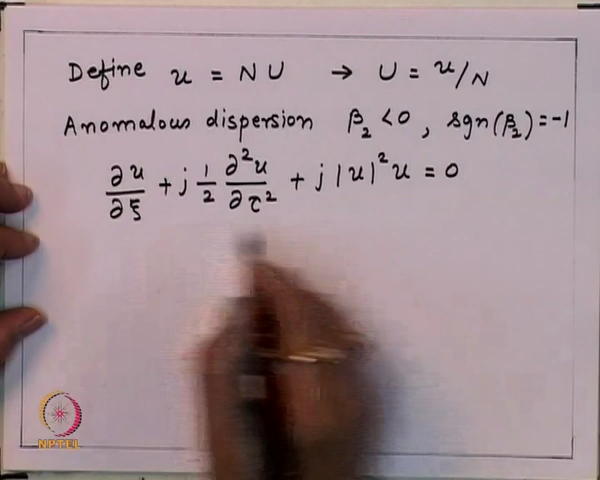 Define u = N U → U = u/N
Anomalous dispersion β₂ < 0 , sgn(β₂) = -1
∂u/∂ξ + j 1/2 ∂²u/∂τ² + j |u|² u = 0
NPTEL